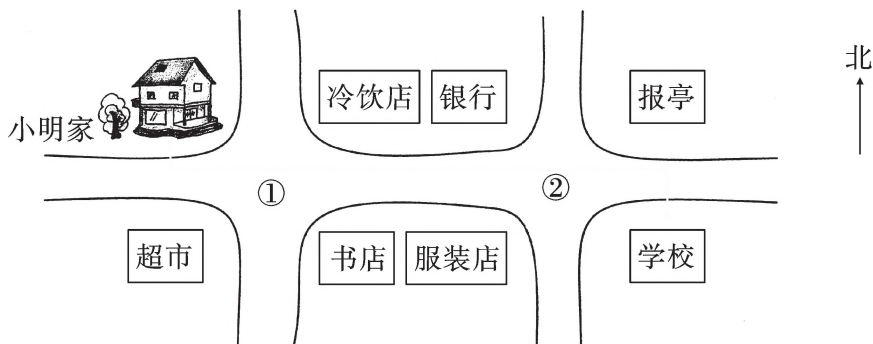 北
冷饮店 银行 报亭
小明家
① ②
超市 书店 服装店 学校